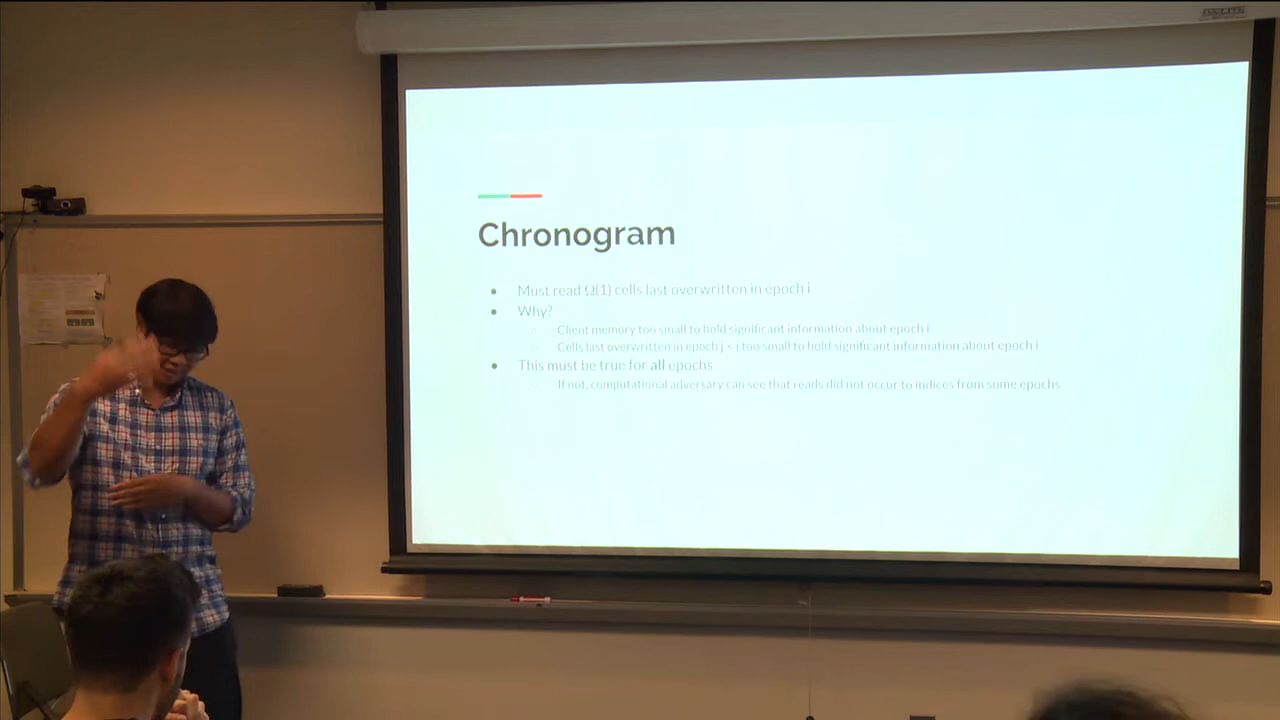 Chronogram
● Must read Ω(1) cells last overwritten in epoch i
● Why?
○ Client memory too small to hold significant information about epoch i
○ Cells last overwritten in epoch j < i too small to hold significant information about epoch i
● This must be true for all epochs
○ If not, computational adversary can see that reads did not occur to indices from some epochs